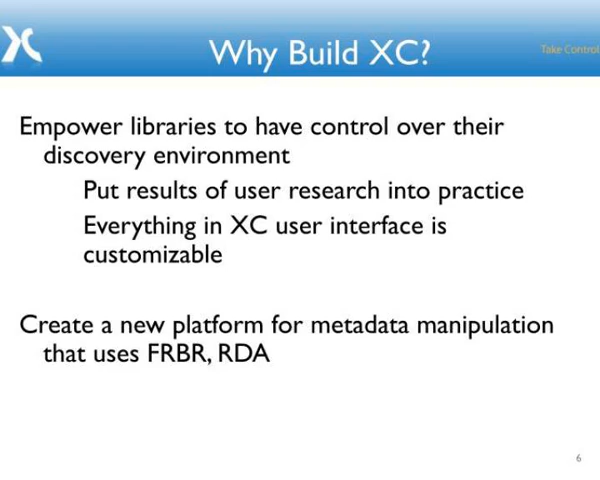 Why Build XC?
Take Control
Empower libraries to have control over their
discovery environment
Put results of user research into practice
Everything in XC user interface is
customizable
Create a new platform for metadata manipulation
that uses FRBR, RDA
6